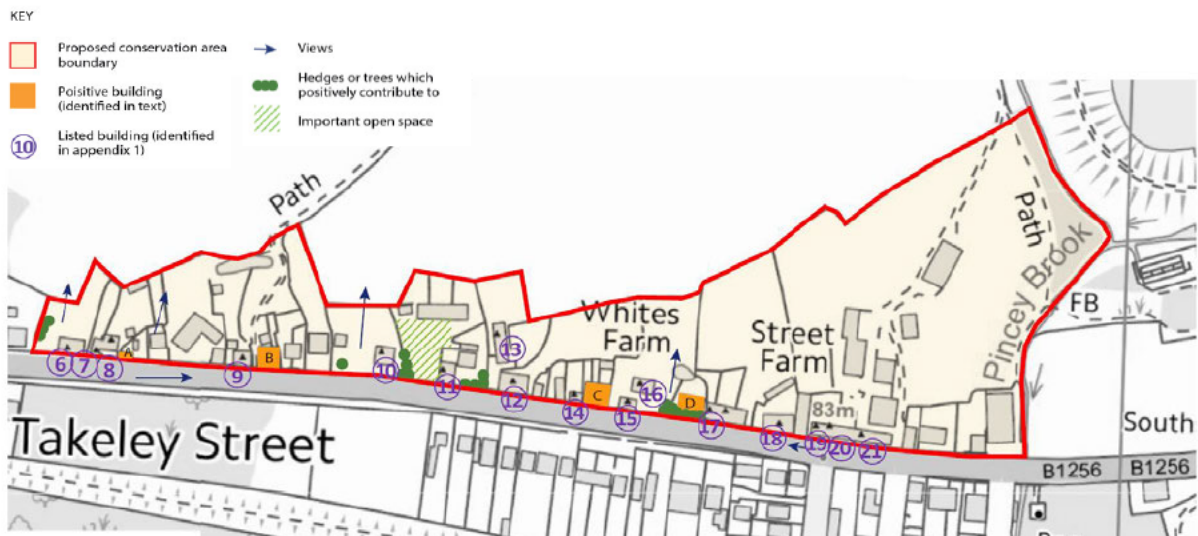 KEY
Proposed conservation area
boundary
Poisitive building
(identified in text)
10
Listed building (identified
in appendix 1)
Views
Hedges or trees which
positively contribute to
Important open space
Path
Path
Pincey Brook
FB
Whites
Farm
Street
Farm
83m
South
A
B
C
D
6
7
8
9
10
11
12
13
14
15
16
17
18
19
20
21
Takeley Street
B1256
B1256